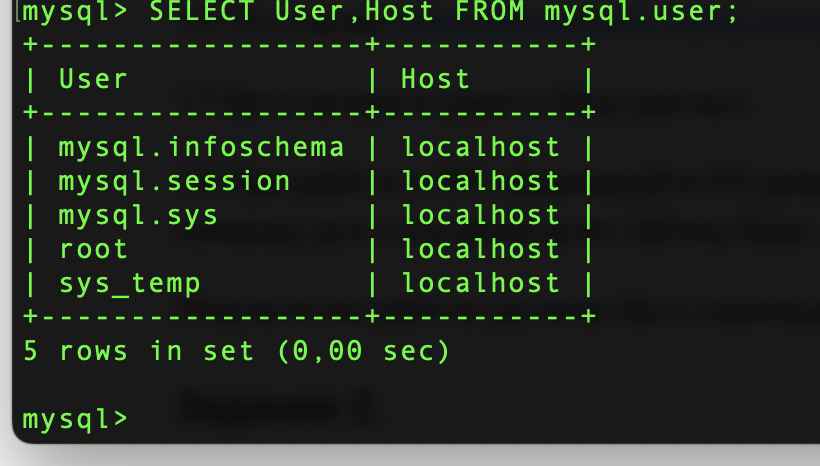 mysql> SELECT User,Host FROM mysql.user;
+------------------+-----------+
| User             | Host      |
+------------------+-----------+
| mysql.infoschema | localhost |
| mysql.session    | localhost |
| mysql.sys        | localhost |
| root             | localhost |
| sys_temp         | localhost |
+------------------+-----------+
5 rows in set (0,00 sec)
mysql>